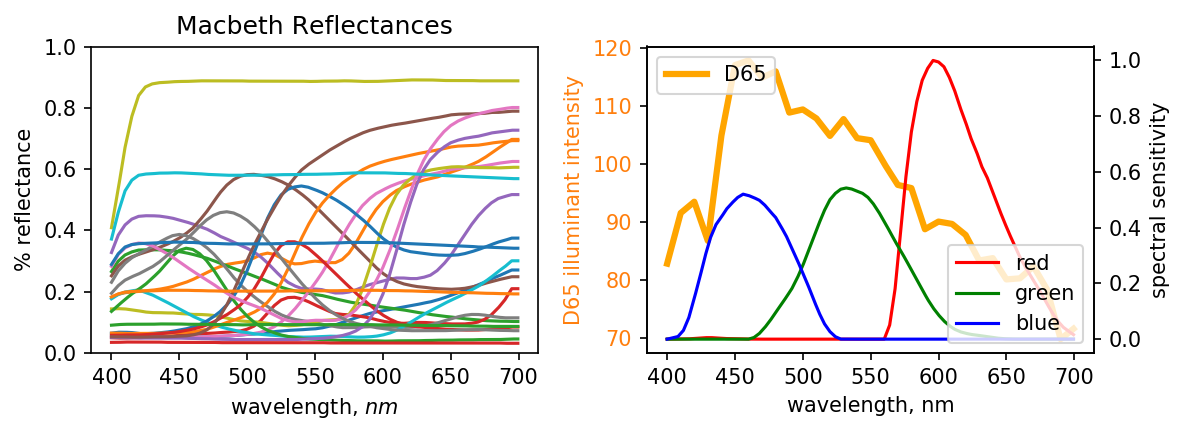 Macbeth Reflectances
% reflectance
1.0
0.8
0.6
0.4
0.2
0.0
400 450 500 550 600 650 700
wavelength, nm
D65 illuminant intensity
120
110
100
90
80
70
D65
red
green
blue
1.0
0.8
0.6
0.4
0.2
0.0
spectral sensitivity
400 450 500 550 600 650 700
wavelength, nm